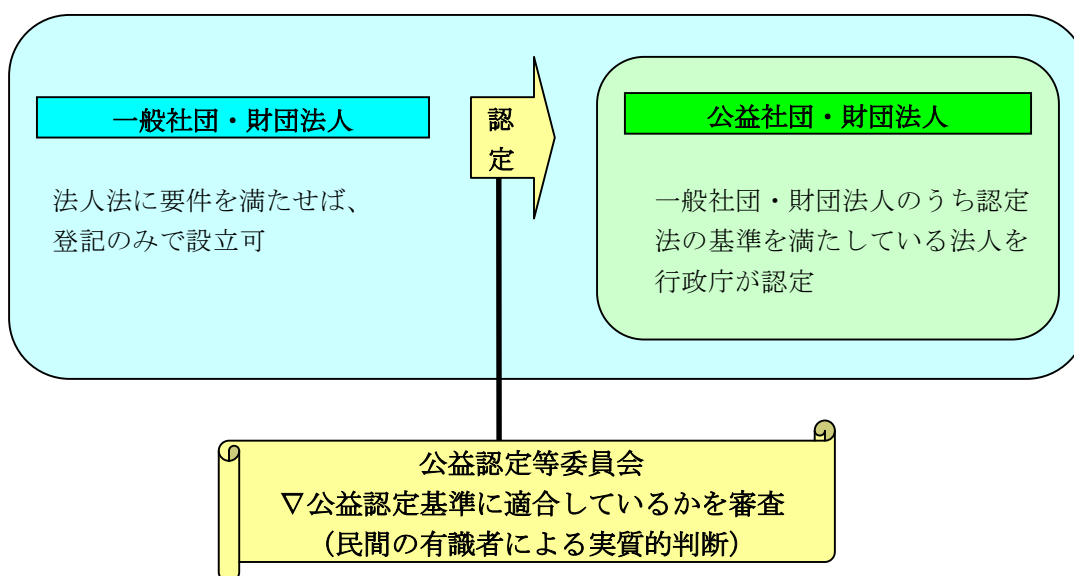 一般社団・財団法人
法人法に要件を満たせば、
登記のみで設立可
認
定
公益社団・財団法人
一般社団・財団法人のうち認定
法の基準を満たしている法人を
行政庁が認定
公益認定等委員会
▽公益認定基準に適合しているかを審査
（民間の有識者による実質的判断）